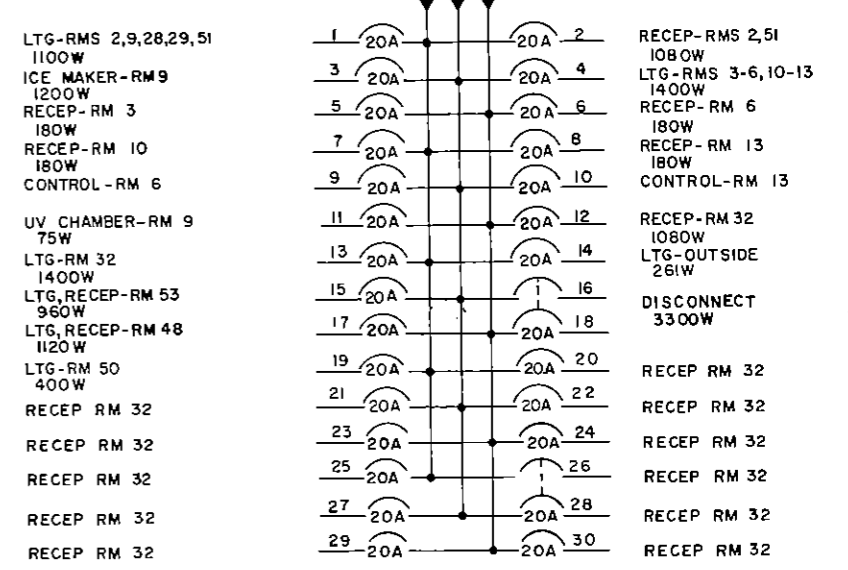 LTG-RMS 2,9,28,29,51 1 20A 20A 2 RECEP-RMS 2,51
1100W 1080W
ICE MAKER-RM 9 3 20A 20A 4 LTG-RMS 3-6,10-13
1200W 1400W
RECEP-RM 3 5 20A 20A 6 RECEP-RM 6
180W 180W
RECEP-RM 10 7 20A 20A 8 RECEP-RM 13
180W 180W
CONTROL-RM 6 9 20A 20A 10 CONTROL-RM 13
UV CHAMBER-RM 9 11 20A 20A 12 RECEP-RM 32
75W 1080W
LTG-RM 32 13 20A 20A 14 LTG-OUTSIDE
1400W 261W
LTG,RECEP-RM 53 15 20A 16 DISCONNECT
960W 3300W
LTG,RECEP-RM 48 17 20A 20A 18
1120W
LTG-RM 50 19 20A 20A 20 RECEP RM 32
400W
RECEP RM 32 21 20A 20A 22 RECEP RM 32
RECEP RM 32 23 20A 20A 24 RECEP RM 32
RECEP RM 32 25 20A 26 RECEP RM 32
RECEP RM 32 27 20A 20A 28 RECEP RM 32
RECEP RM 32 29 20A 20A 30 RECEP RM 32